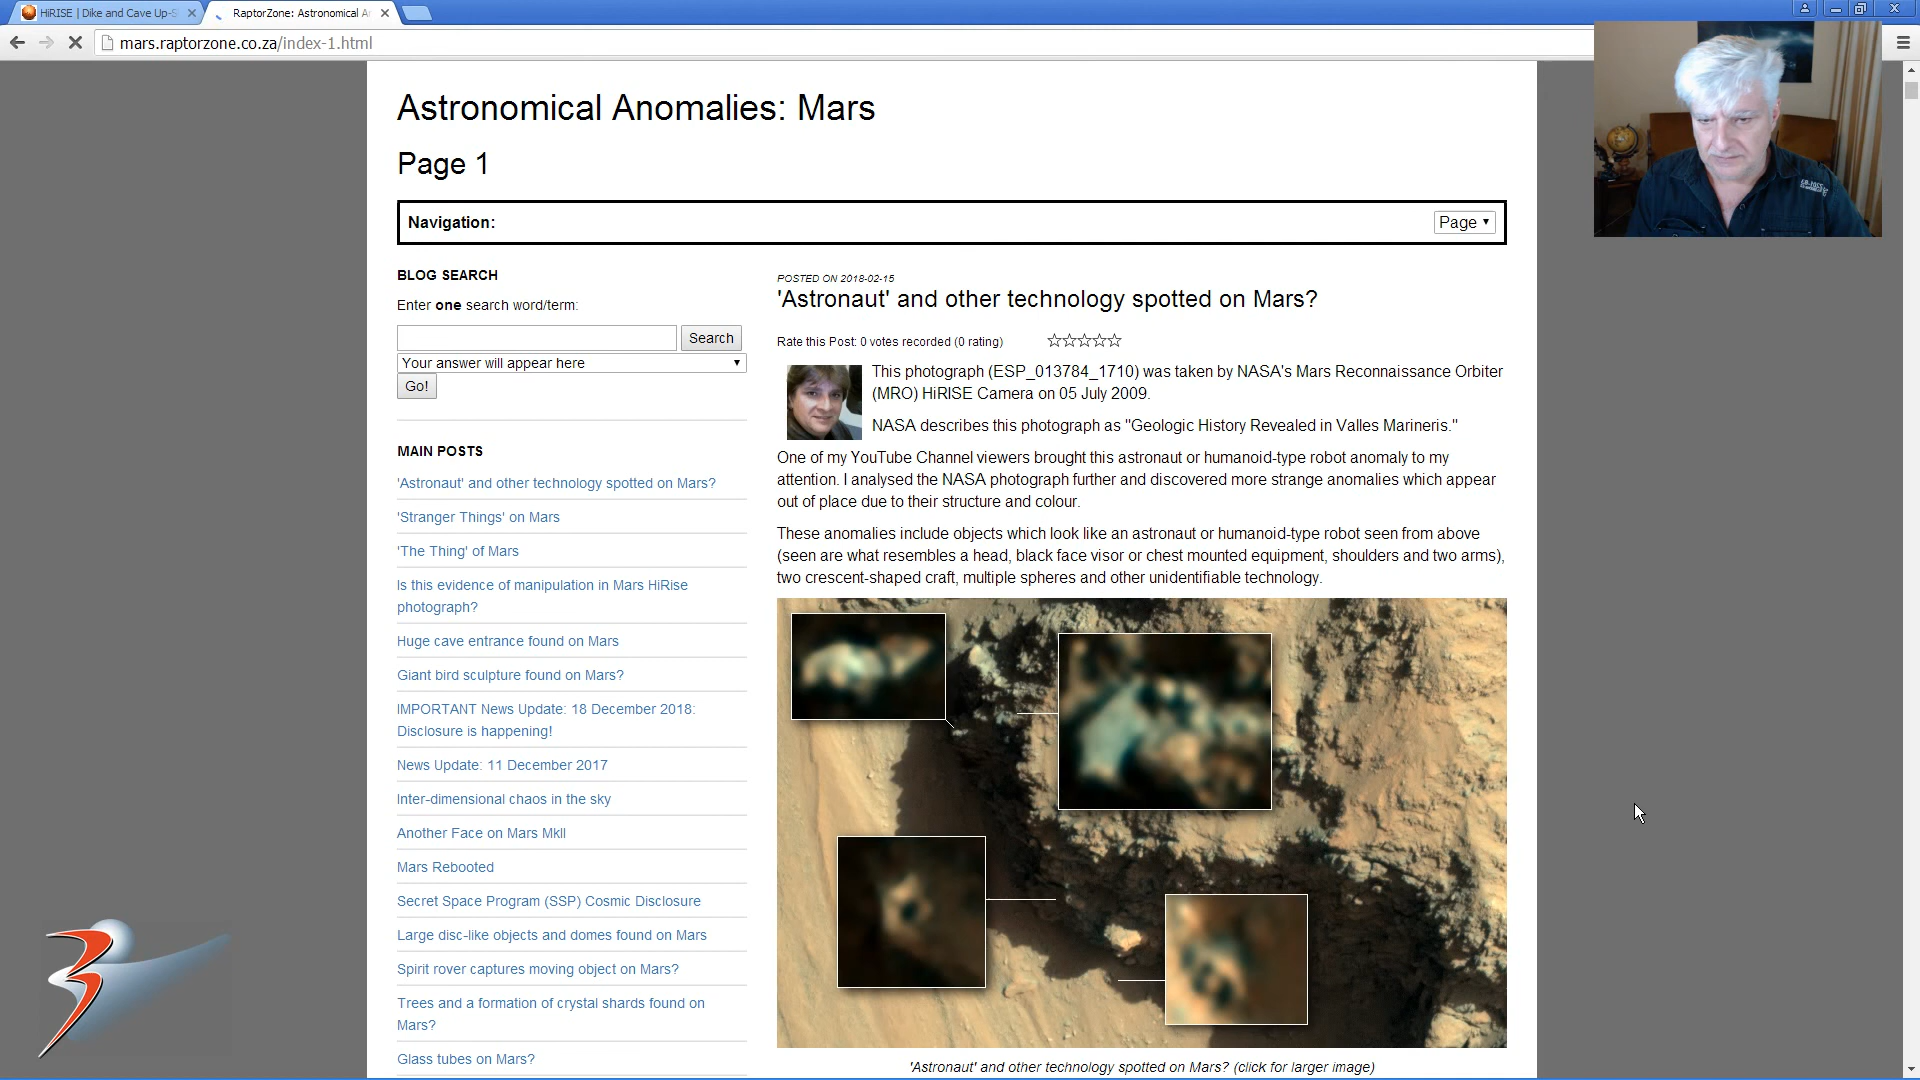 HiRISE | Dike and Cave Up-S
RaptorZone: Astronomical A
mars.raptorzone.co.za/index-1.html
Astronomical Anomalies: Mars
Page 1
Navigation:
Page
BLOG SEARCH
Enter one search word/term:
Search
Your answer will appear here
Go!
MAIN POSTS
'Astronaut' and other technology spotted on Mars?
'Stranger Things' on Mars
'The Thing' of Mars
Is this evidence of manipulation in Mars HiRise
photograph?
Huge cave entrance found on Mars
Giant bird sculpture found on Mars?
IMPORTANT News Update: 18 December 2018:
Disclosure is happening!
News Update: 11 December 2017
Inter-dimensional chaos in the sky
Another Face on Mars MkII
Mars Rebooted
Secret Space Program (SSP) Cosmic Disclosure
Large disc-like objects and domes found on Mars
Spirit rover captures moving object on Mars?
Trees and a formation of crystal shards found on
Mars?
Glass tubes on Mars?
POSTED ON 2018-02-15
'Astronaut' and other technology spotted on Mars?
Rate this Post: 0 votes recorded (0 rating)
This photograph (ESP_013784_1710) was taken by NASA's Mars Reconnaissance Orbiter
(MRO) HiRISE Camera on 05 July 2009.
NASA describes this photograph as "Geologic History Revealed in Valles Marineris."
One of my YouTube Channel viewers brought this astronaut or humanoid-type robot anomaly to my
attention. I analysed the NASA photograph further and discovered more strange anomalies which appear
out of place due to their structure and colour.
These anomalies include objects which look like an astronaut or humanoid-type robot seen from above
(seen are what resembles a head, black face visor or chest mounted equipment, shoulders and two arms),
two crescent-shaped craft, multiple spheres and other unidentifiable technology.
'Astronaut' and other technology spotted on Mars? (click for larger image)